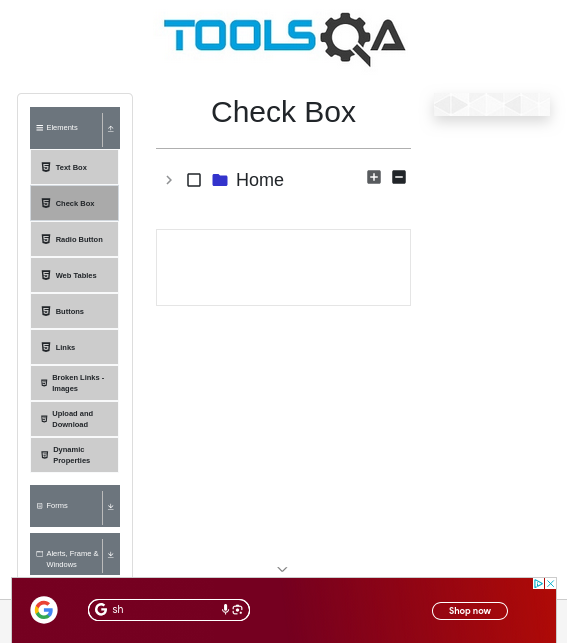 TOOLSQA
Elements
Text Box
Check Box
Radio Button
Web Tables
Buttons
Links
Broken Links -
Images
Upload and
Download
Dynamic
Properties
Forms
Alerts, Frame &
Windows
Check Box
Home
sh
Shop now